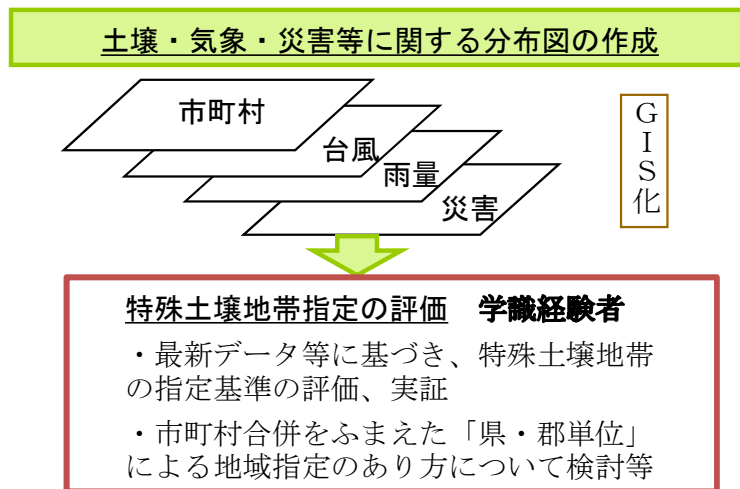 土壌・気象・災害等に関する分布図の作成
市町村
台風
雨量
災害
GIS化
特殊土壌地帯指定の評価　学識経験者
・最新データ等に基づき、特殊土壌地帯
の指定基準の評価、実証
・市町村合併をふまえた「県・郡単位」
による地域指定のあり方について検討等